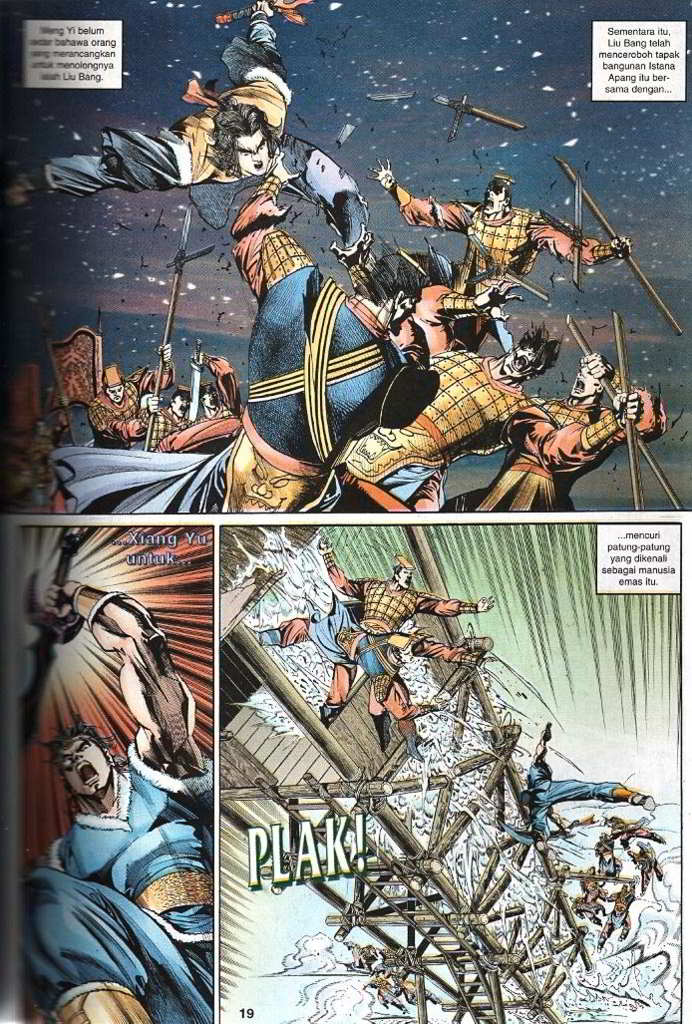 Meng Yi belum
sedar bahawa orang
yang merancangkan
untuk menolongnya
ialah Liu Bang.
Sementara itu,
Liu Bang telah
menceroboh tapak
bangunan Istana
Apang itu ber-
sama dengan...
...Xiang Yu
untuk...
...mencuri
patung-patung
yang dikenali
sebagai manusia
emas itu.
PLAK!
19